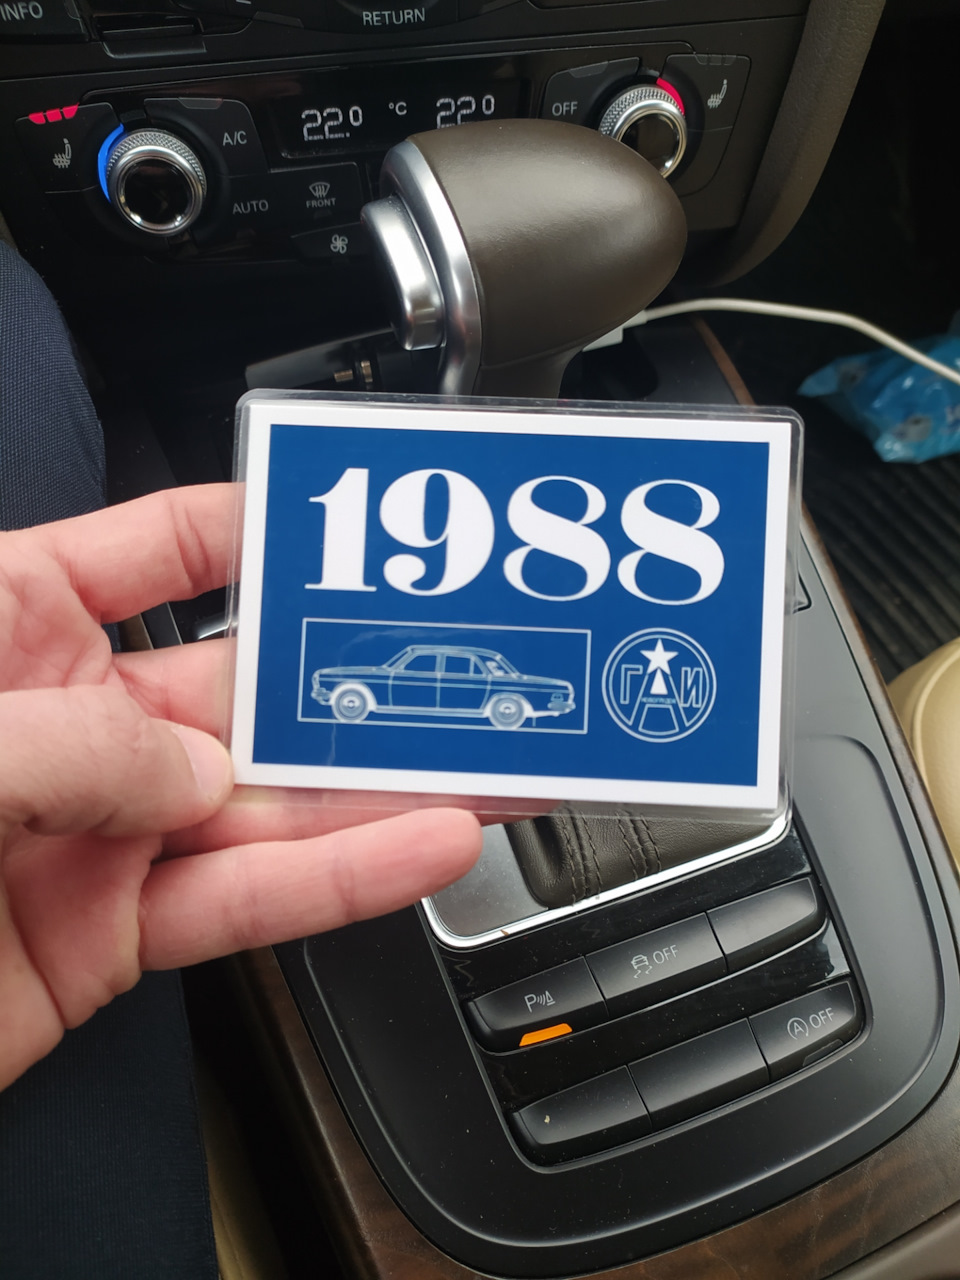 INFO
RETURN
22.0 °C 22.0
OFF
A/C
AUTO
FRONT
1988
ГАИ
P
OFF
A OFF